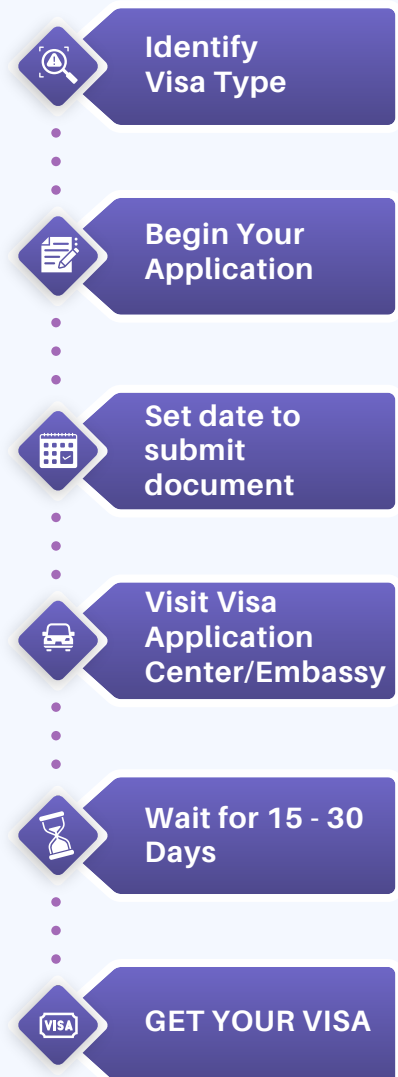 Identify
Visa Type
Begin Your
Application
Set date to
submit
document
Visit Visa
Application
Center/Embassy
Wait for 15 - 30
Days
VISA
GET YOUR VISA